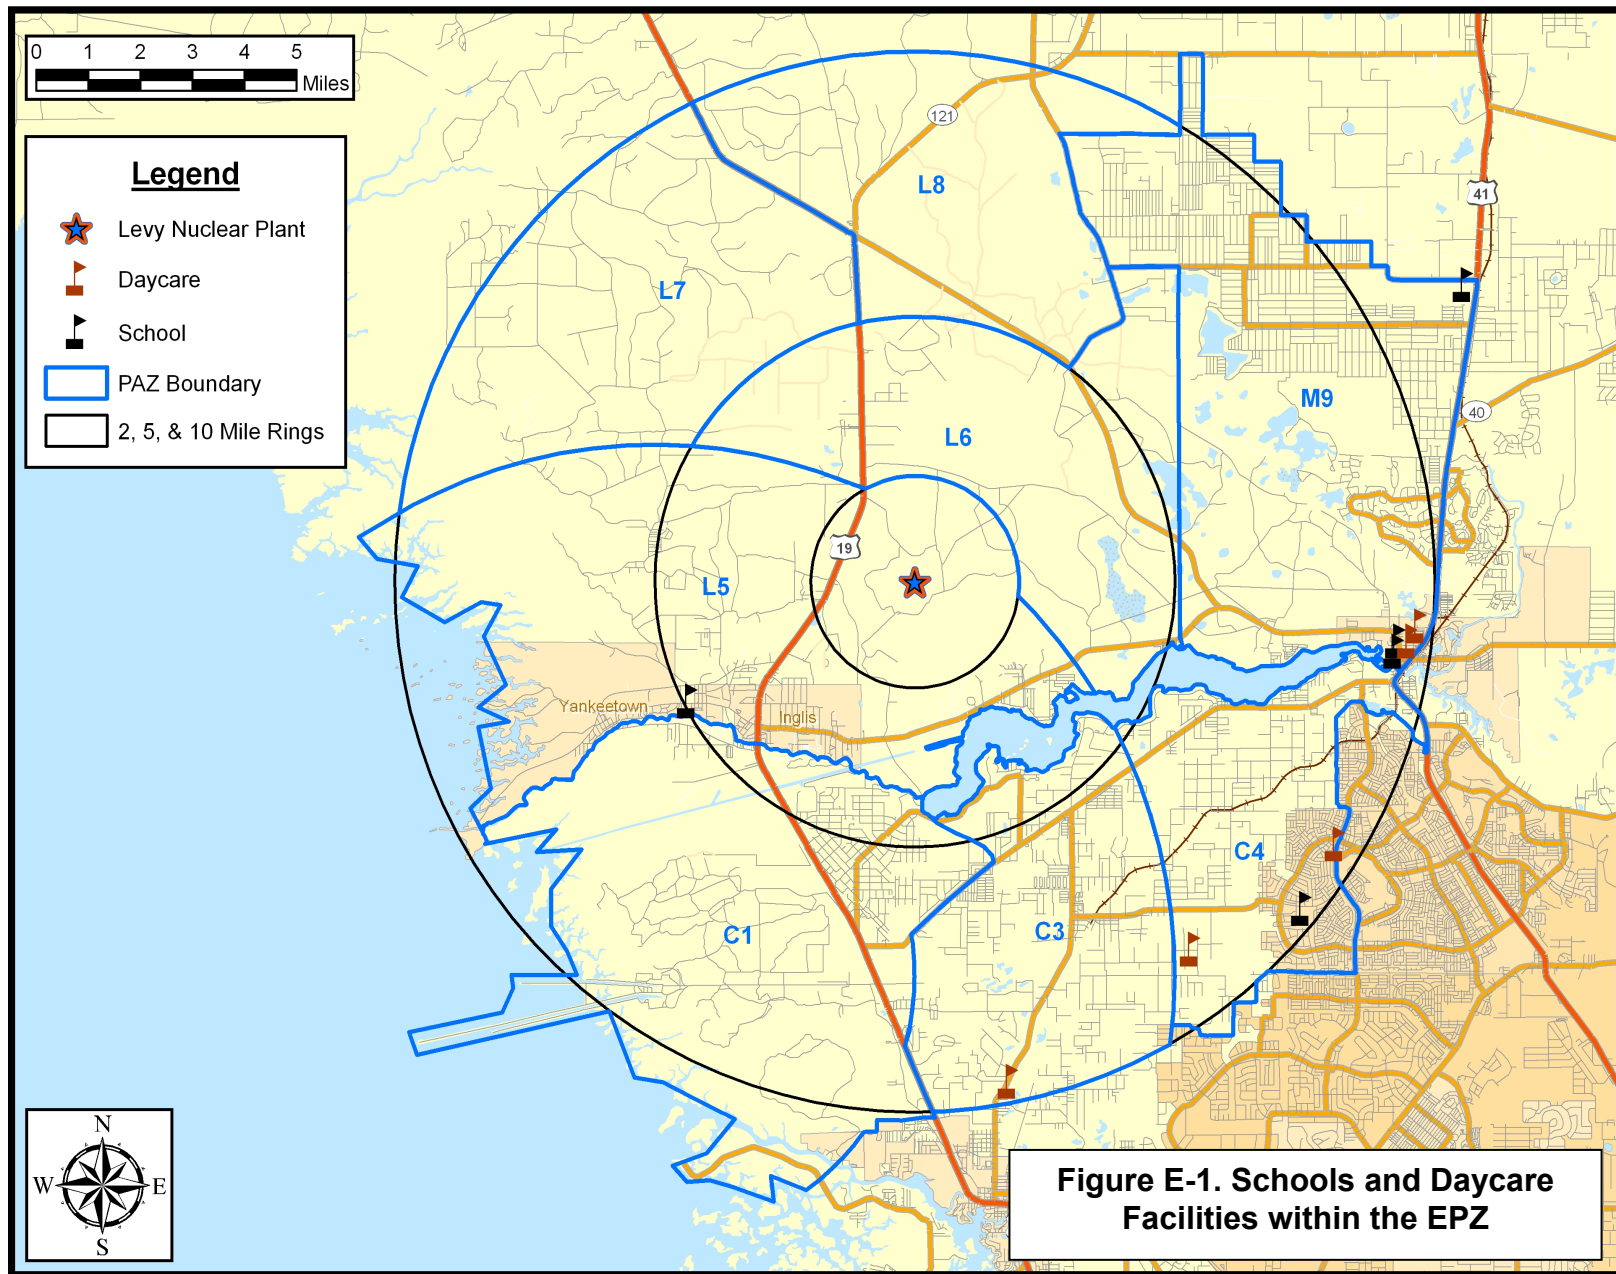 0 1 2 3 4 5
Miles
Legend
Levy Nuclear Plant
Daycare
School
PAZ Boundary
2, 5, & 10 Mile Rings
121
L8
41
L7
M9
40
L6
19
L5
Yankeetown
Inglis
C4
C1
C3
N
W E
S
Figure E-1. Schools and Daycare
Facilities within the EPZ